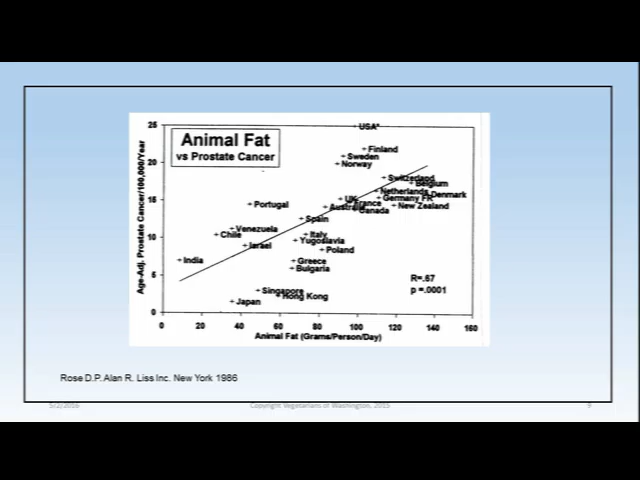 Animal Fat
vs Prostate Cancer
Age-Adj. Prostate Cancer/100,000/Year
25
20
15
10
5
0
USA*
Finland
Sweden
Norway
Switzerland
Belgium
Netherlands
Denmark
UK
Germany FR
France
Portugal
Australia
Canada
New Zealand
Spain
Venezuela
Chile
Italy
Yugoslavia
Israel
Poland
India
Greece
Bulgaria
Singapore
Hong Kong
Japan
R=.67
p =.0001
0 20 40 60 80 100 120 140 160
Animal Fat (Grams/Person/Day)
Rose D.P. Alan R. Liss Inc. New York 1986
5/2/2016 Copyright Vegetarians of Washington, 2015 9